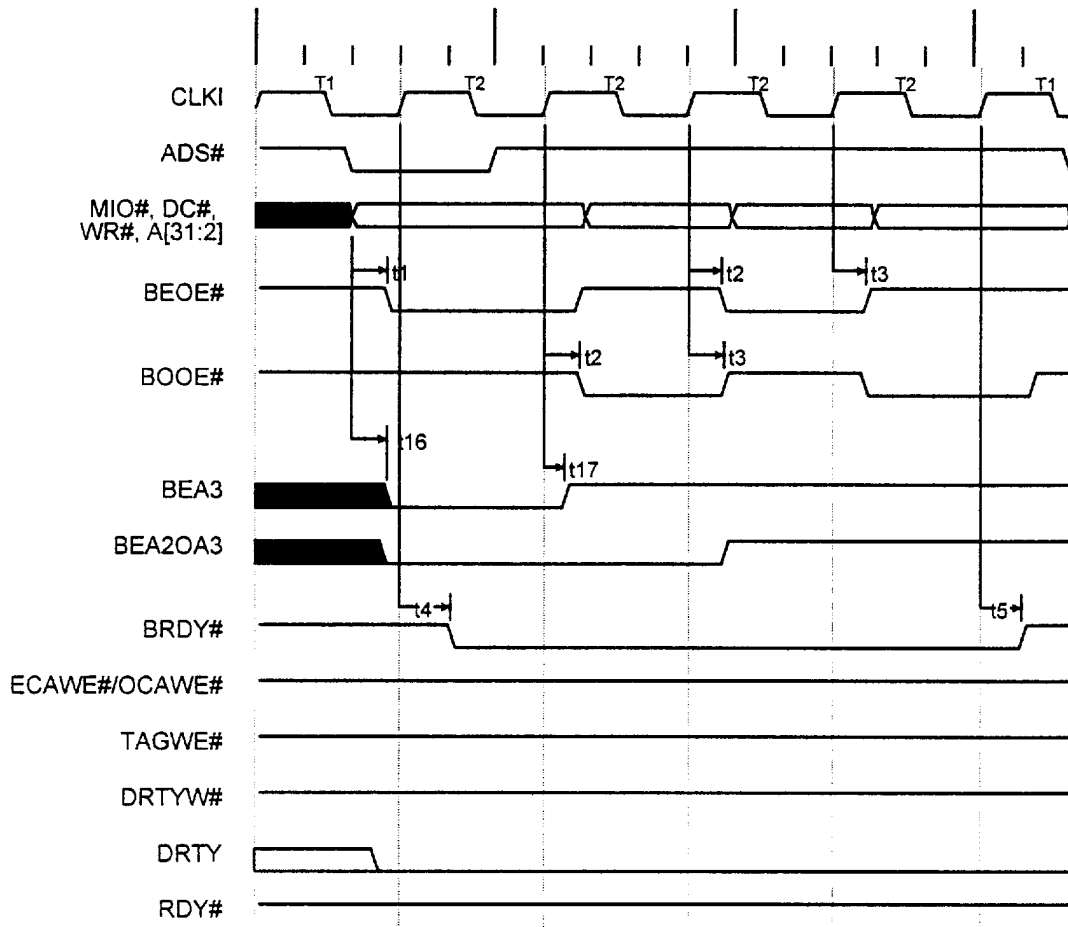 CLKI T1 T2 T2 T2 T2 T1
ADS#
MIO#, DC#,
WR#, A[31:2]
t1 t2 t3
BEOE#
t2 t3
BOOE#
t16
t17
BEA3
BEA2OA3
t4 t5
BRDY#
ECAWE#/OCAWE#
TAGWE#
DRTYW#
DRTY
RDY#